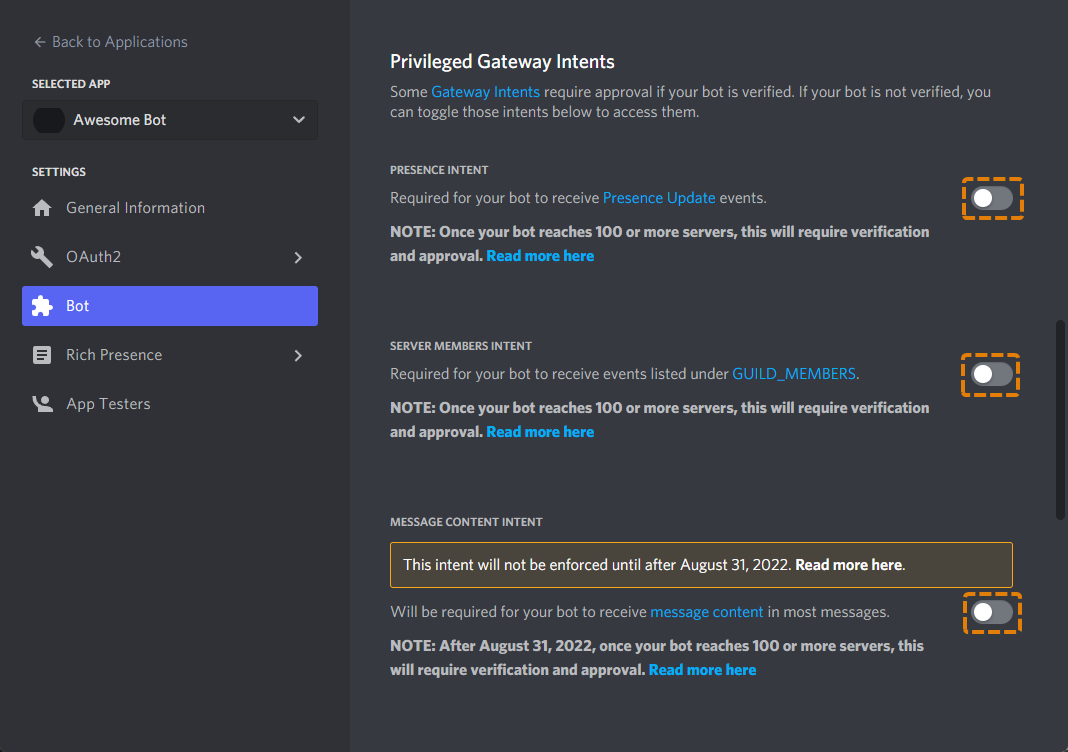 Back to Applications
SELECTED APP
Awesome Bot
SETTINGS
General Information
OAuth2
Bot
Rich Presence
App Testers
Privileged Gateway Intents
Some Gateway Intents require approval if your bot is verified. If your bot is not verified, you
can toggle those intents below to access them.
PRESENCE INTENT
Required for your bot to receive Presence Update events.
NOTE: Once your bot reaches 100 or more servers, this will require verification
and approval. Read more here
SERVER MEMBERS INTENT
Required for your bot to receive events listed under GUILD_MEMBERS.
NOTE: Once your bot reaches 100 or more servers, this will require verification
and approval. Read more here
MESSAGE CONTENT INTENT
This intent will not be enforced until after August 31, 2022. Read more here.
Will be required for your bot to receive message content in most messages.
NOTE: After August 31, 2022, once your bot reaches 100 or more servers, this
will require verification and approval. Read more here